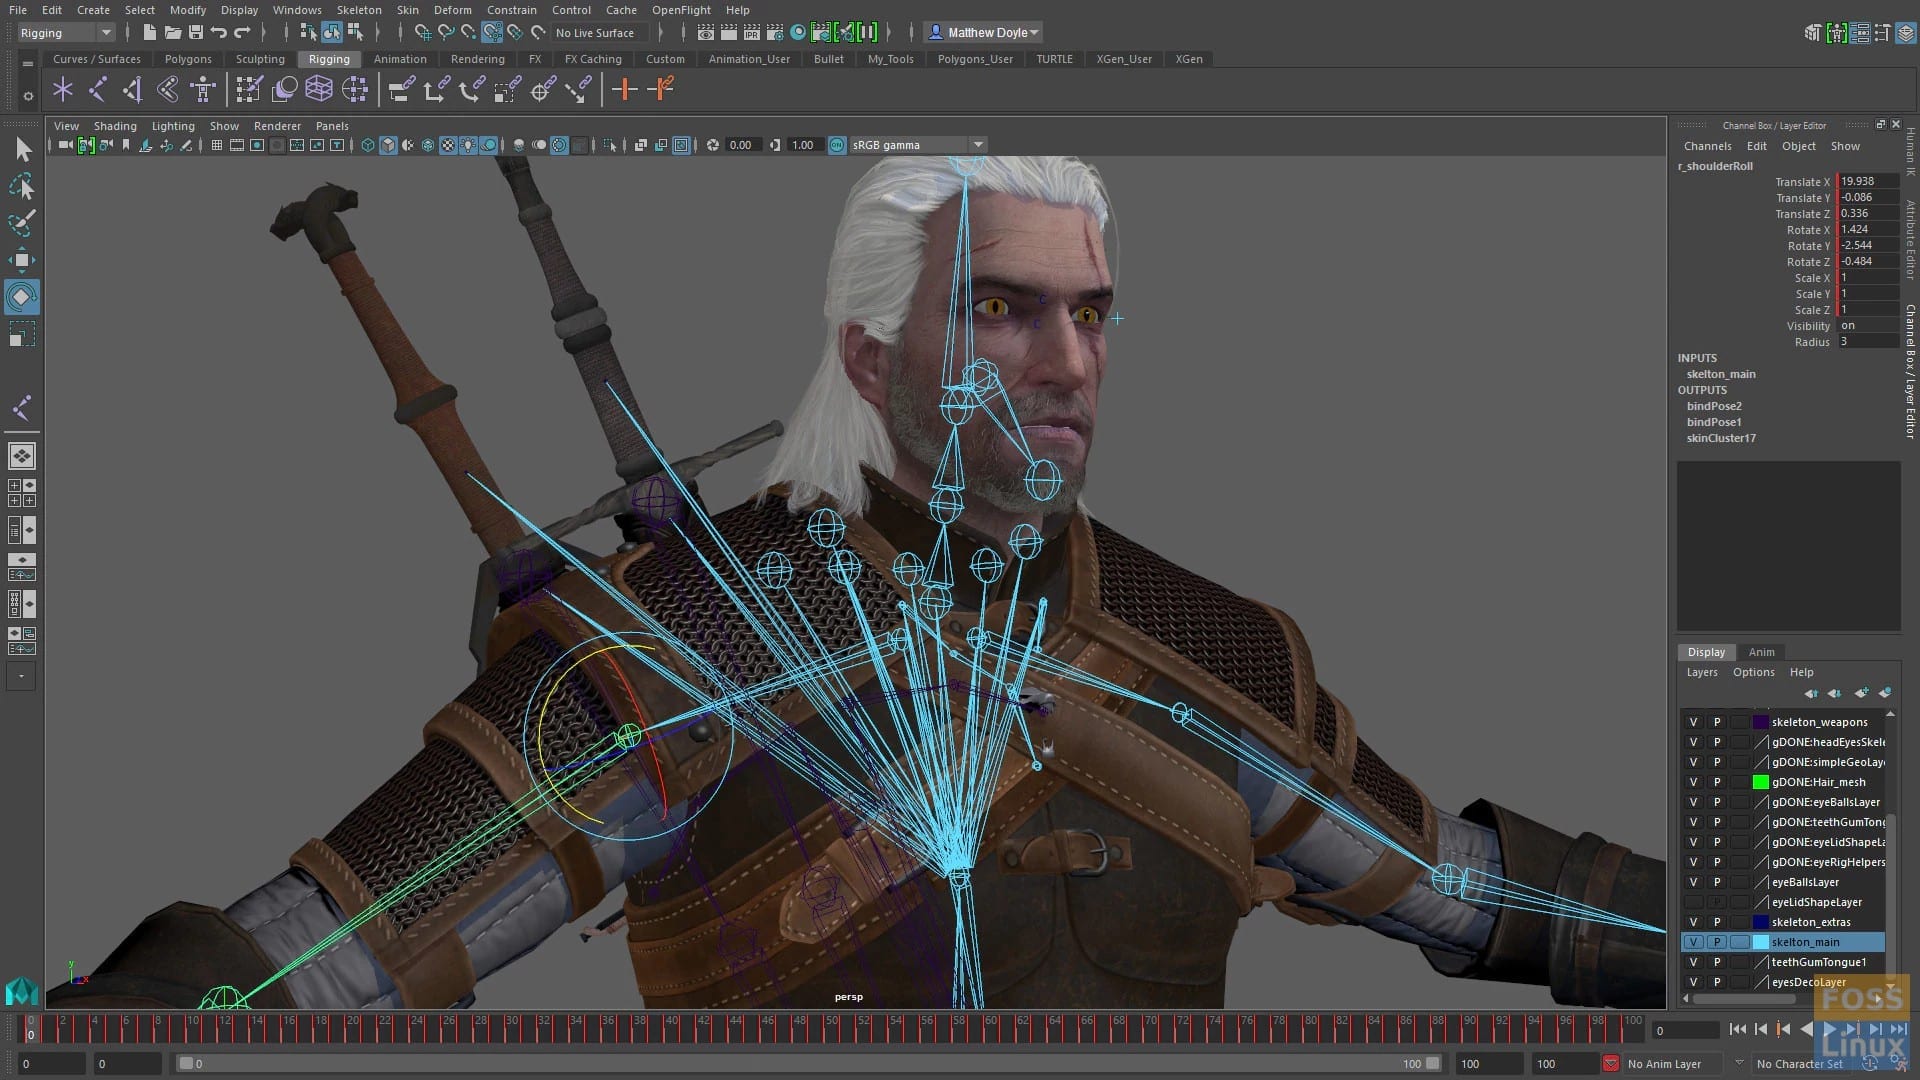 File Edit Create Select Modify Display Windows Skeleton Skin Deform Constrain Control Cache OpenFlight Help
Rigging No Live Surface Matthew Doyle
Curves / Surfaces Polygons Sculpting Rigging Animation Rendering FX FX Caching Custom Animation_User Bullet My_Tools Polygons_User TURTLE XGen_User XGen
View Shading Lighting Show Renderer Panels
0.00 1.00 ON sRGB gamma
Channel Box / Layer Editor
Channels Edit Object Show
r_shoulderRoll
Translate X 19.938
Translate Y -0.086
Translate Z 0.336
Rotate X 1.424
Rotate Y -2.544
Rotate Z -0.484
Scale X 1
Scale Y 1
Scale Z 1
Visibility on
Radius 3
INPUTS
skelton_main
OUTPUTS
bindPose2
bindPose1
skinCluster17
Human IK
Attribute Editor
Channel Box / Layer Editor
Display Anim
Layers Options Help
V P skeleton_weapons
V P gDONE:headEyesSkele
V P gDONE:simpleGeoLaye
V P gDONE:Hair_mesh
V P gDONE:eyeBallsLayer
V P gDONE:teethGumTong
V P gDONE:eyeLidShapeLa
V P gDONE:eyeRigHelpers
V P eyeBallsLayer
eyeLidShapeLayer
V P skeleton_extras
V P skelton_main
V P teethGumTongue1
V P eyesDecoLayer
C
C
y
x
persp
0 2 4 6 8 10 12 14 16 18 20 22 24 26 28 30 32 34 36 38 40 42 44 46 48 50 52 54 56 58 60 62 64 66 68 70 72 74 76 78 80 82 84 86 88 90 92 94 96 98 100
0 0
0 0 0 100 100 100 No Anim Layer No Character Set
FOSS
Linux